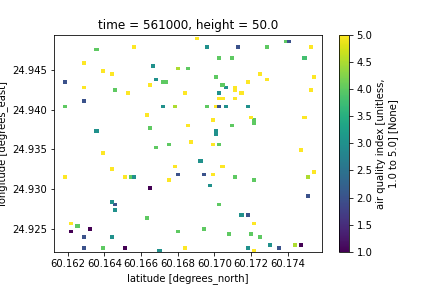 time = 561000, height = 50.0
24.945
24.940
24.935
24.930
24.925
longitude [degrees_east]
60.162 60.164 60.166 60.168 60.170 60.172 60.174
latitude [degrees_north]
5.0
4.5
4.0
3.5
3.0
2.5
2.0
1.5
1.0
air quality index [unitless,
1.0 to 5.0] [None]